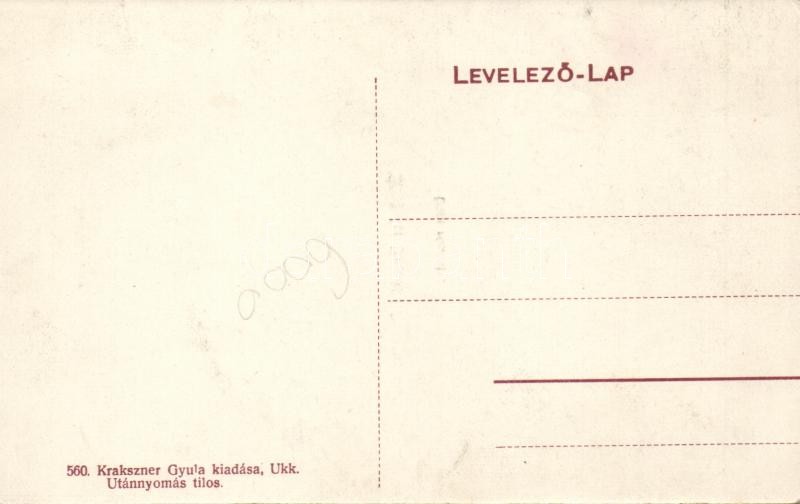 LEVELEZŐ-LAP
560. Krakszner Gyula kiadása, Ukk.
Utánnyomás tilos.